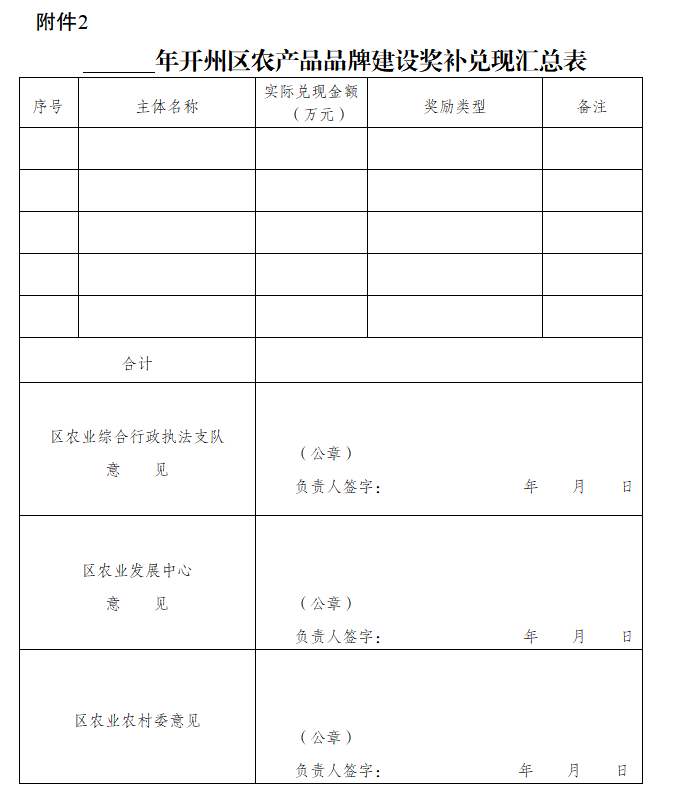 附件2
______年开州区农产品品牌建设奖补兑现汇总表
序号 主体名称 实际兑现金额（万元） 奖励类型 备注
合计
区农业综合行政执法支队
意 见
（公章）
负责人签字： 年 月 日
区农业发展中心
意 见
（公章）
负责人签字： 年 月 日
区农业农村委意见
（公章）
负责人签字： 年 月 日